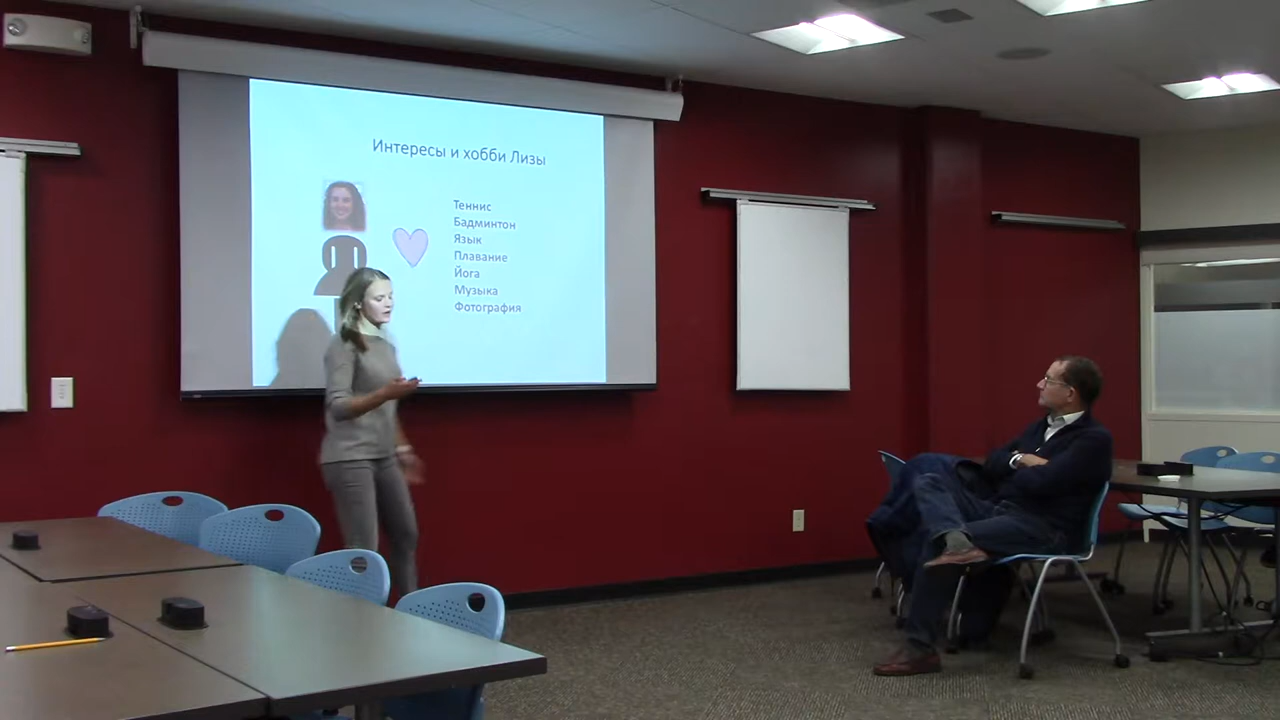 Интересы и хобби Лизы
Теннис
Бадминтон
Язык
Плавание
Йога
Музыка
Фотография